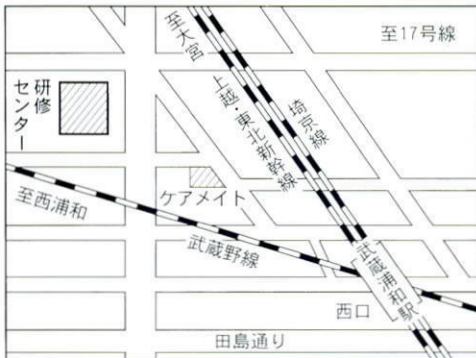 至大宮
至17号線
上越・東北新幹線
埼京線
研修
センター
ケアメイト
至西浦和
武蔵野線
武蔵浦和駅
西口
田島通り